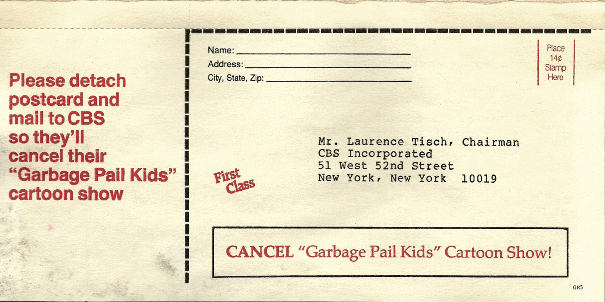 Please detach
postcard and
mail to CBS
so they'll
cancel their
"Garbage Pail Kids"
cartoon show
Name:
Address:
City, State, Zip:
Place
14¢
Stamp
Here
Mr. Laurence Tisch, Chairman
CBS Incorporated
51 West 52nd Street
New York, New York 10019
First
Class
CANCEL "Garbage Pail Kids" Cartoon Show!